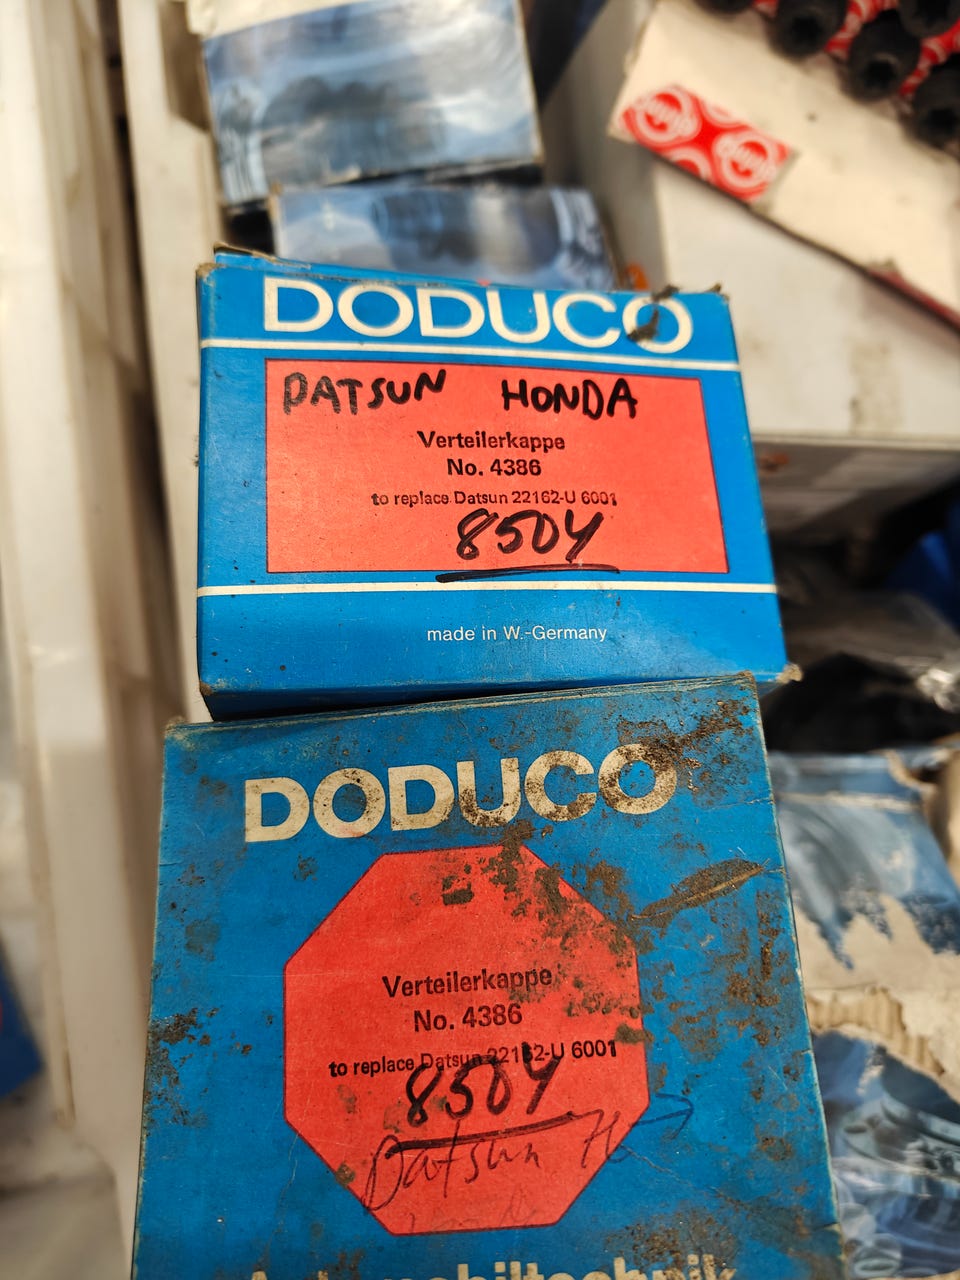 DODUCO
DATSUN HONDA
Verteilerkappe
No. 4386
to replace Datsun 22162-U 6001
8504
made in W.-Germany
DODUCO
Verteilerkappe
No. 4386
to replace Datsun 22162-U 6001
8504
Datsun